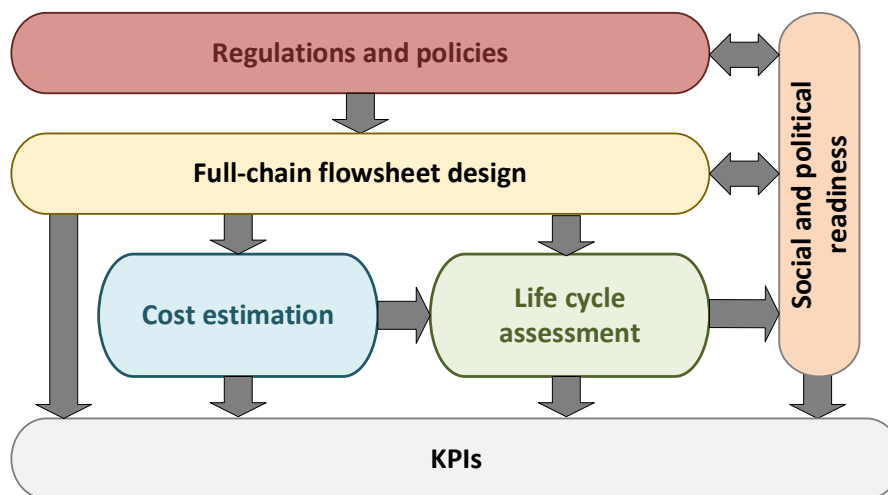 Regulations and policies
Full-chain flowsheet design
Social and political
readiness
Cost estimation
Life cycle
assessment
KPIs